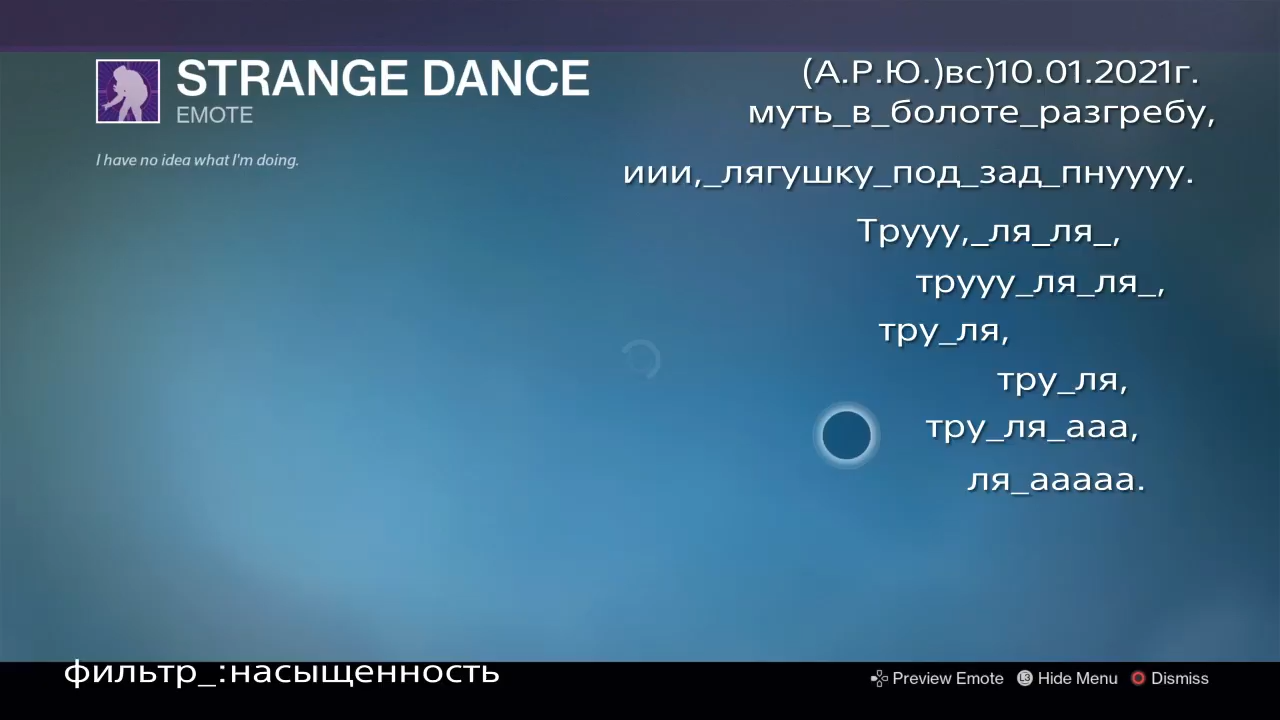 STRANGE DANCE
EMOTE
I have no idea what I'm doing.
(А.Р.Ю.)вс)10.01.2021г.
муть_в_болоте_разгребу,
иии,_лягушку_под_зад_пнуууу.
Трууу,_ля_ля_,
трууу_ля_ля_,
тру_ля,
тру_ля,
тру_ля_ааа,
ля_ааааа.
фильтр_:насыщенность
L3
Preview Emote Hide Menu Dismiss